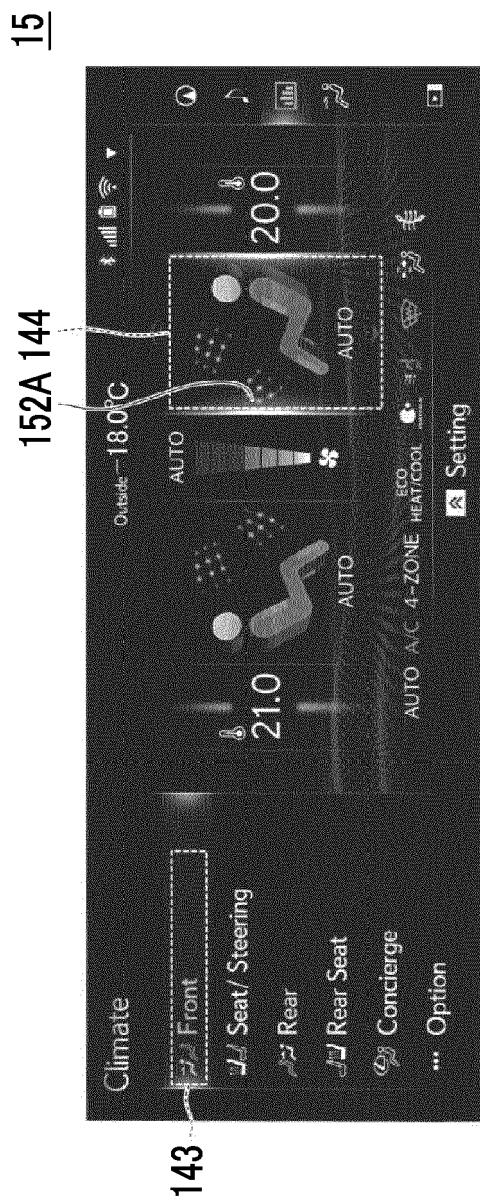 15
152A 144
143
Climate
Front
Seat/ Steering
Rear
Rear Seat
Concierge
Option
Outside -18.0°C
AUTO
21.0
20.0
AUTO
AUTO
AUTO A/C 4-ZONE ECO HEAT/COOL
Setting